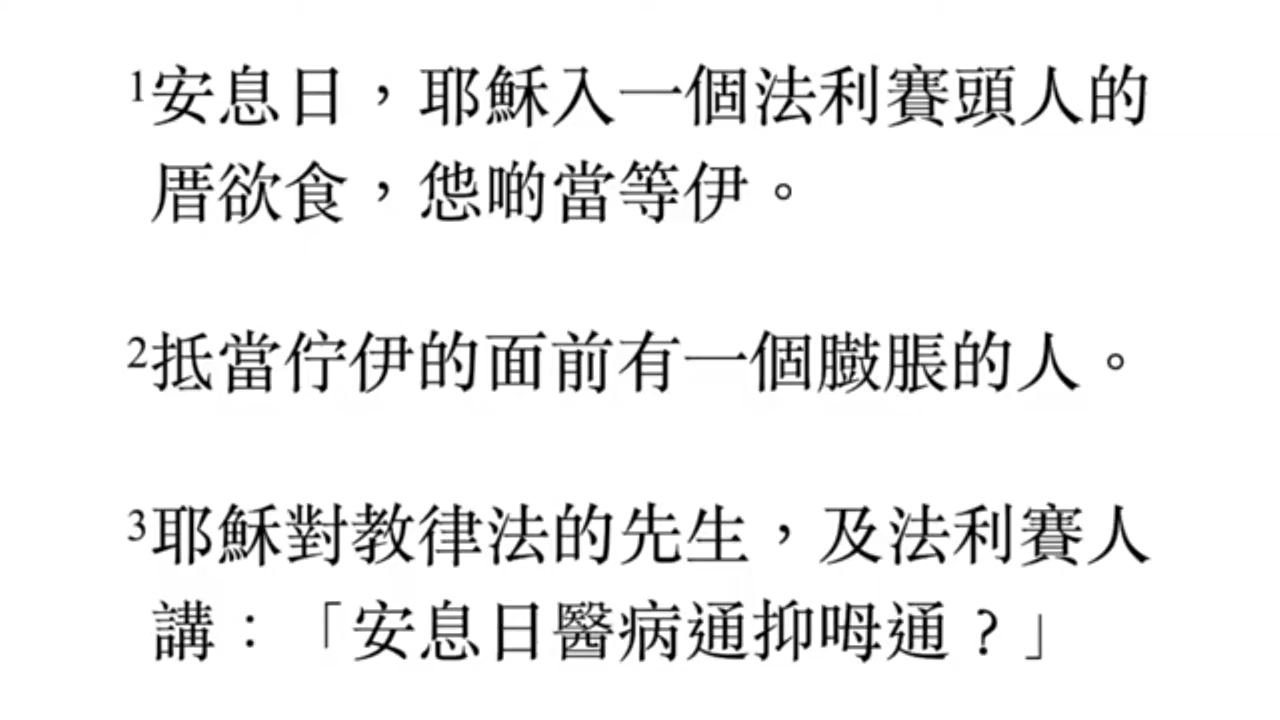 ¹安息日，耶穌入一個法利賽頭人的
厝欲食，怹啲當等伊。
²抵當佇伊的面前有一個臌脹的人。
³耶穌對教律法的先生，及法利賽人
講：「安息日醫病通抑呣通？」